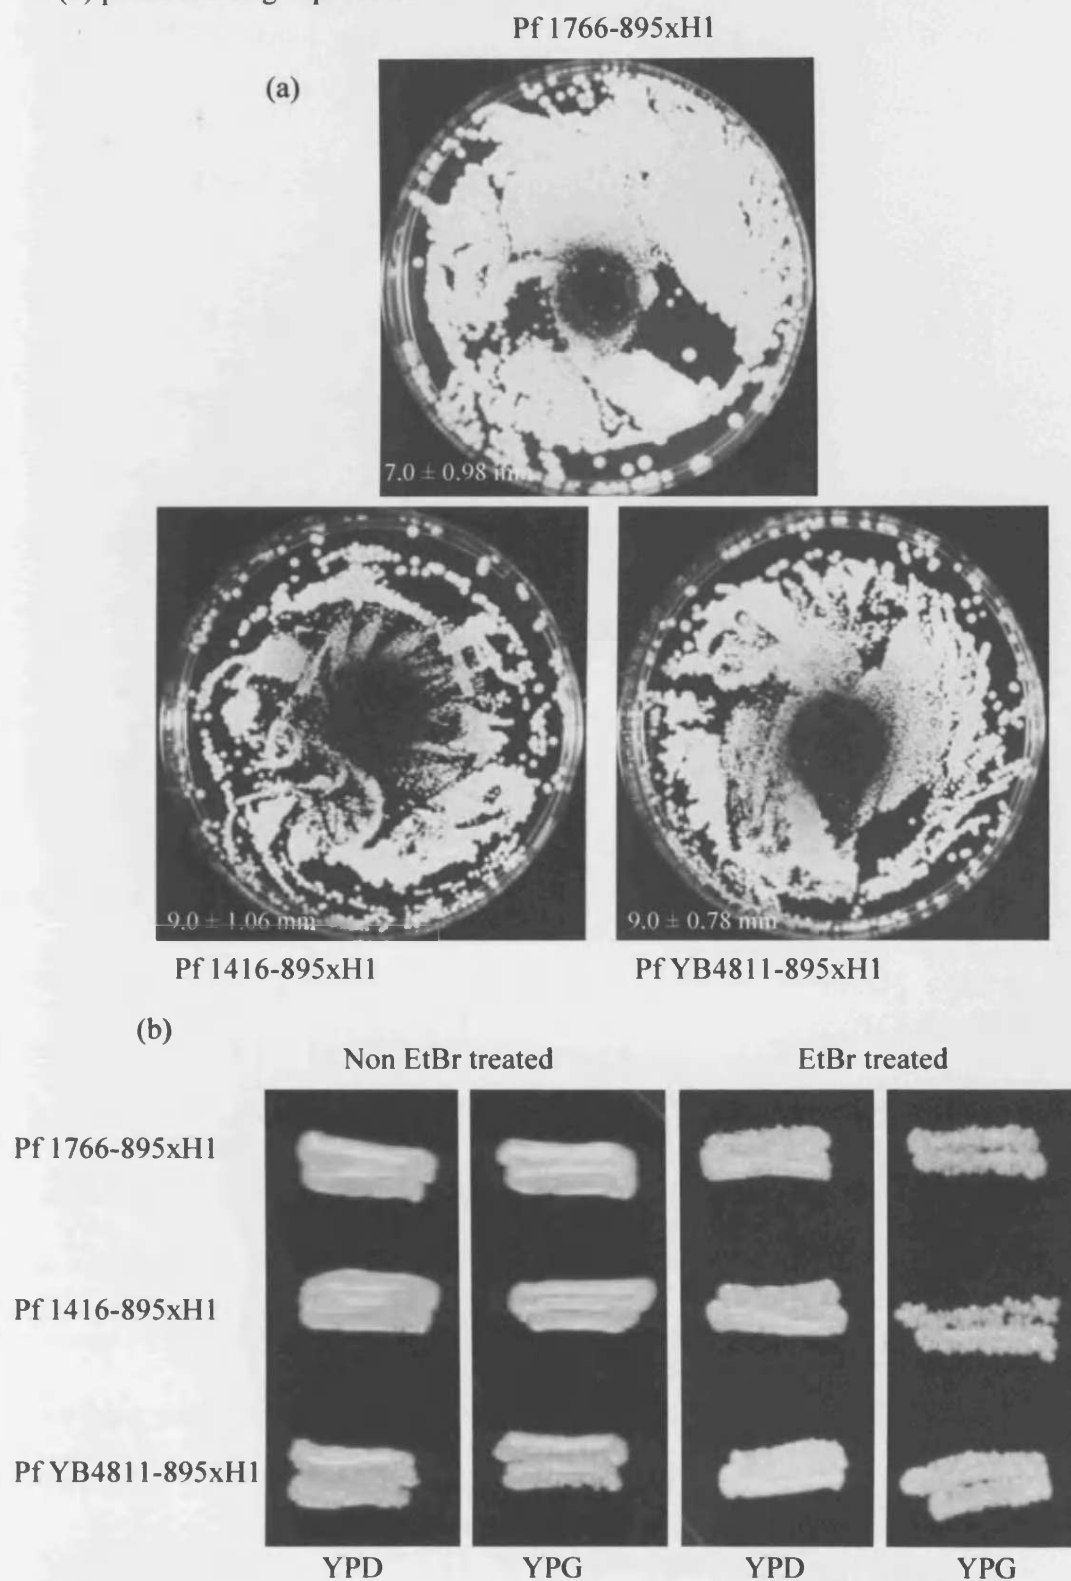 Pf 1766-895xH1
(a)
7.0 ± 0.98 mm
9.0 ± 1.06 mm
9.0 ± 0.78 mm
Pf 1416-895xH1
Pf YB4811-895xH1
(b)
Non EtBr treated
EtBr treated
Pf 1766-895xH1
Pf 1416-895xH1
Pf YB4811-895xH1
YPD
YPG
YPD
YPG